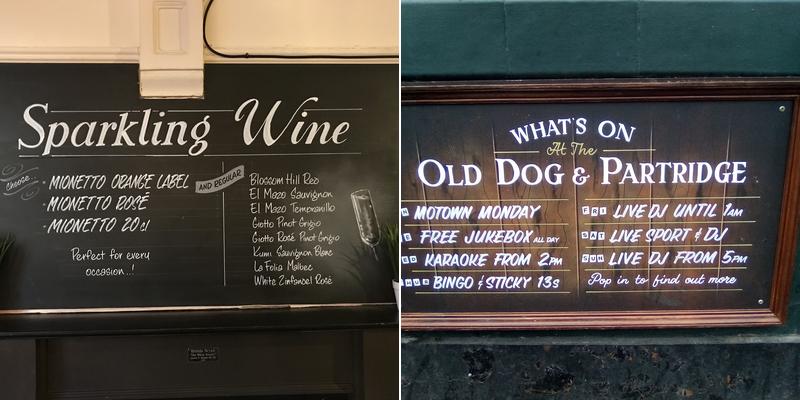 Sparkling Wine
Choose...
- MIONETTO ORANGE LABEL
- MIONETTO ROSÉ
- MIONETTO 20cl
Perfect for every
occasion..!
AND REGULAR
Blossom Hill Red
El Mazo Sauvignon
El Mazo Tempranillo
Giotto Pinot Grigio
Giotto Rosé Pinot Grigio
Kumi Sauvignon Blanc
La Folia Malbec
White Zinfandel Rosé
WHAT'S ON
At The
OLD DOG & PARTRIDGE
MOTOWN MONDAY
FREE JUKEBOX ALL DAY
KARAOKE FROM 2PM
BINGO & STICKY 13s
FRI LIVE DJ UNTIL 1AM
SAT LIVE SPORT & DJ
SUN LIVE DJ FROM 5PM
Pop in to find out more